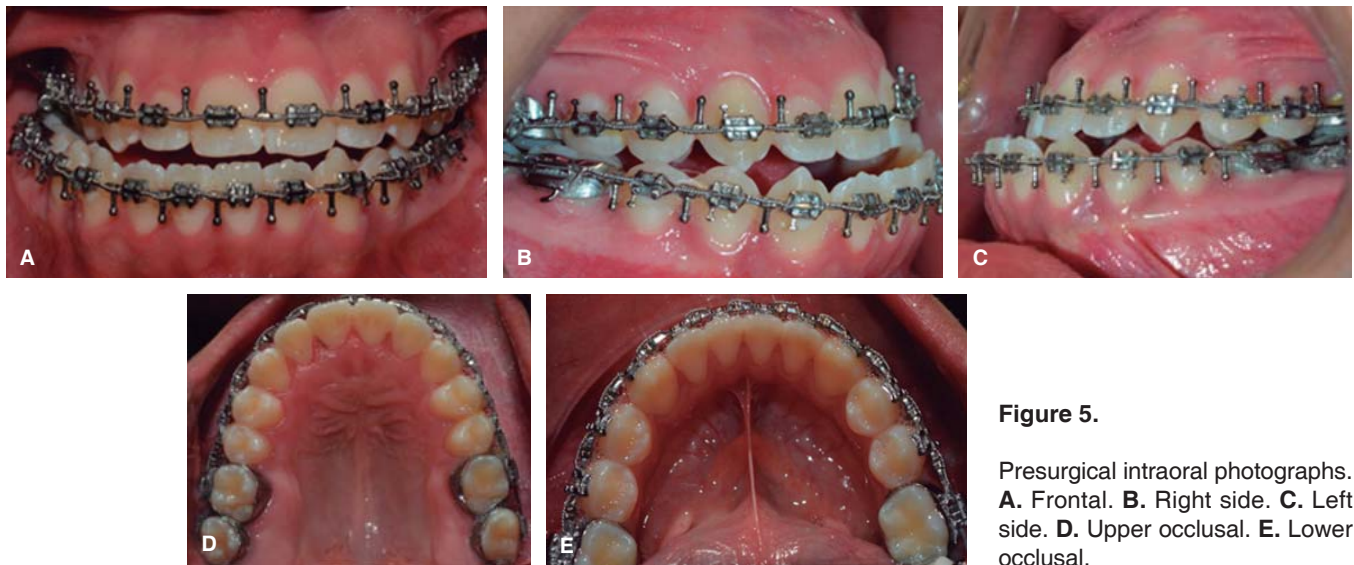 A
B
C
D
E
Figure 5.
Presurgical intraoral photographs.
A. Frontal. B. Right side. C. Left
side. D. Upper occlusal. E. Lower
occlusal.